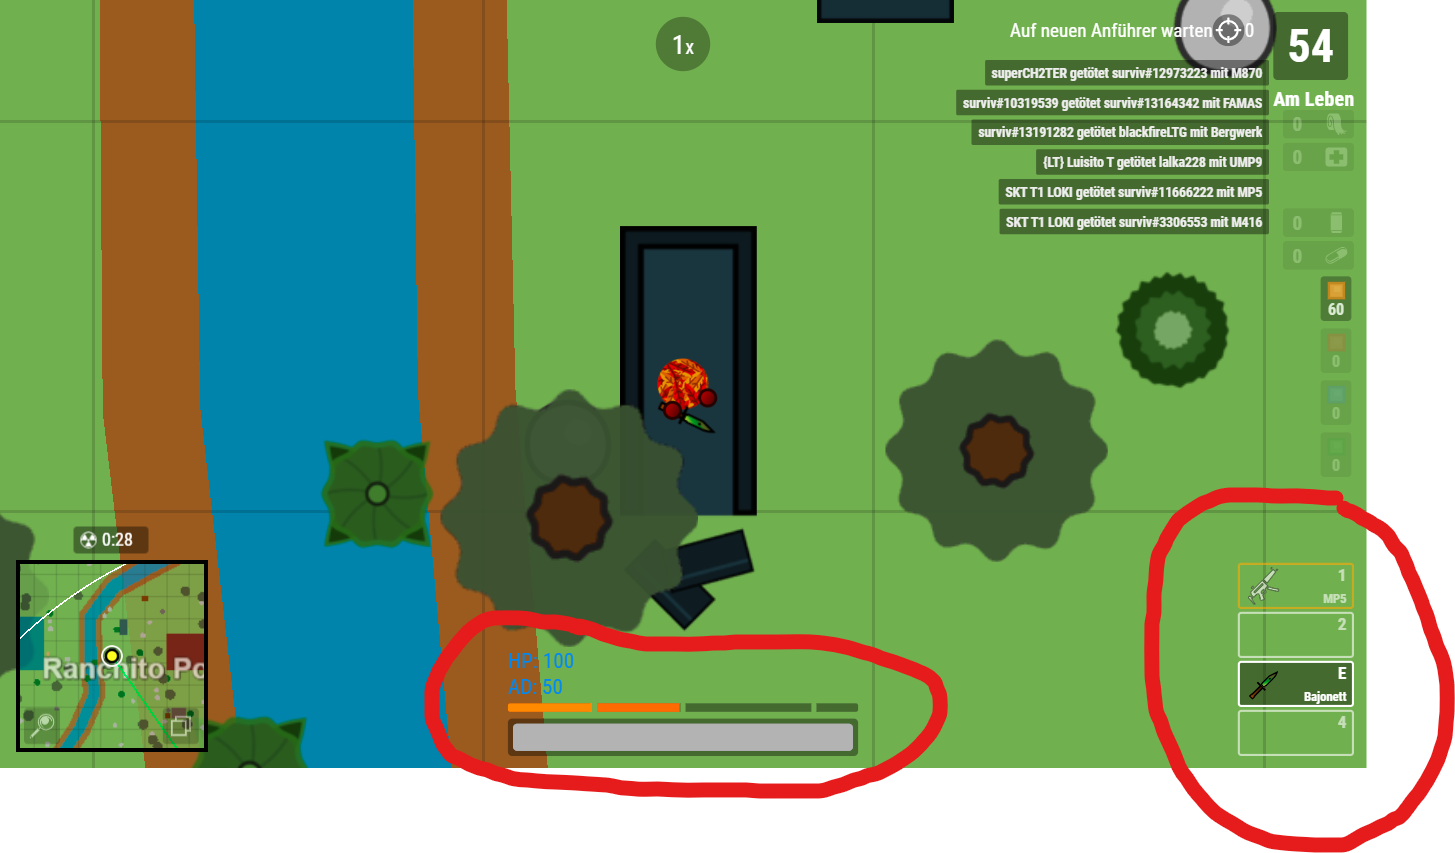 1x
Auf neuen Anführer warten 0
54
Am Leben
superCH2TER getötet surviv#12973223 mit M870
surviv#10319539 getötet surviv#13164342 mit FAMAS
surviv#13191282 getötet blackfireLTG mit Bergwerk
{LT} Luisito T getötet lalka228 mit UMP9
SKT T1 LOKI getötet surviv#11666222 mit MP5
SKT T1 LOKI getötet surviv#3306553 mit M416
0
0
0
0
60
0
0
0
0:28
Ranchito Po
HP: 100
AD: 50
1
MP5
2
E
Bajonett
4